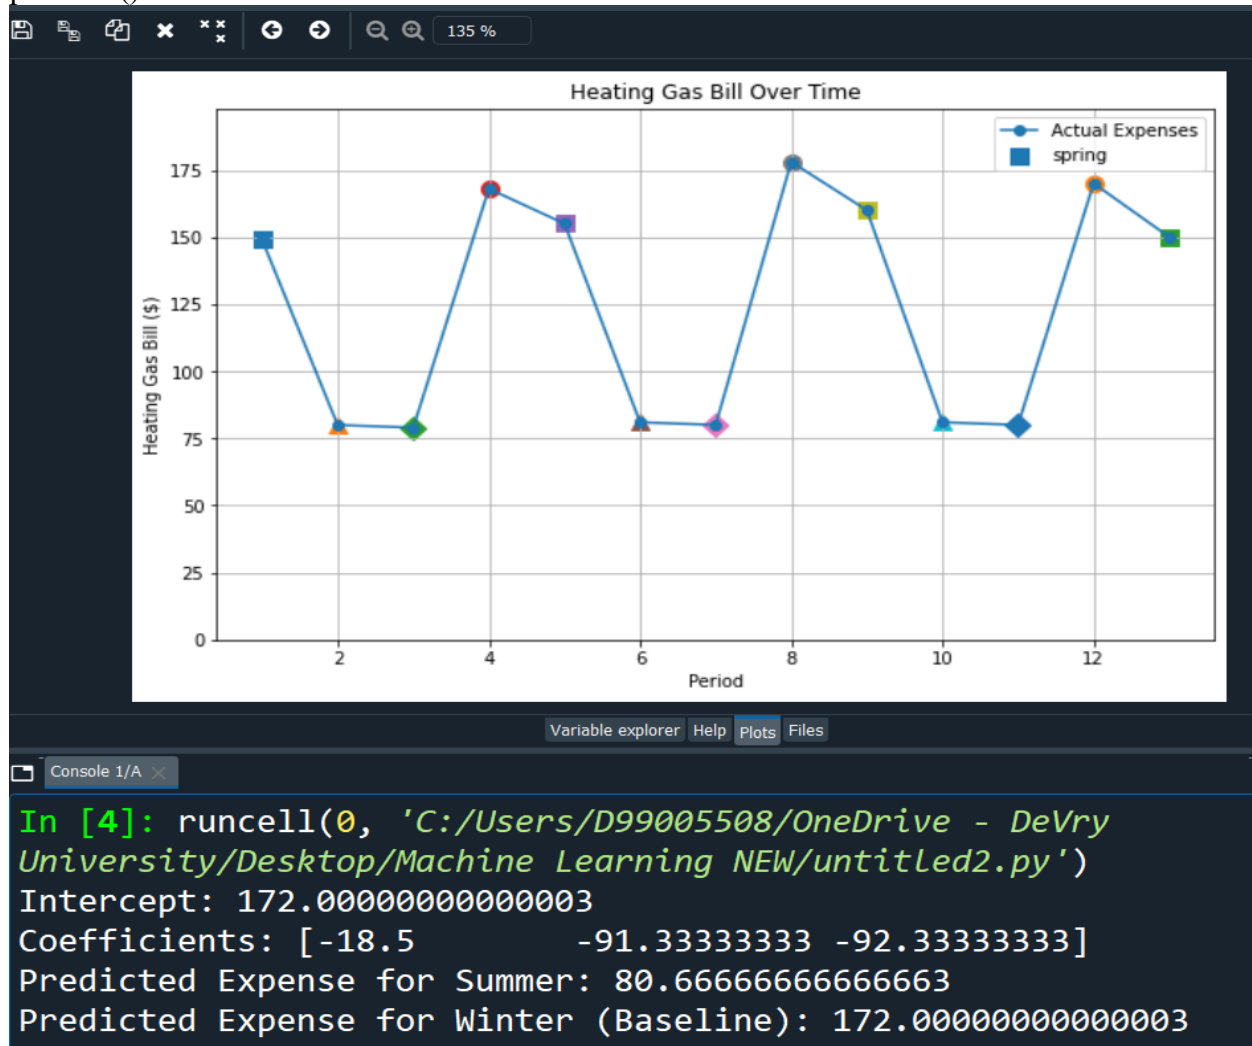 135 %
Heating Gas Bill Over Time
Actual Expenses
spring
Heating Gas Bill ($)
175
150
125
100
75
50
25
0
2 4 6 8 10 12
Period
Variable explorer Help Plots Files
Console 1/A
In [4]: runcell(0, 'C:/Users/D99005508/OneDrive - DeVry
University/Desktop/Machine Learning NEW/untitled2.py')
Intercept: 172.00000000000003
Coefficients: [-18.5 -91.33333333 -92.33333333]
Predicted Expense for Summer: 80.66666666666663
Predicted Expense for Winter (Baseline): 172.00000000000003